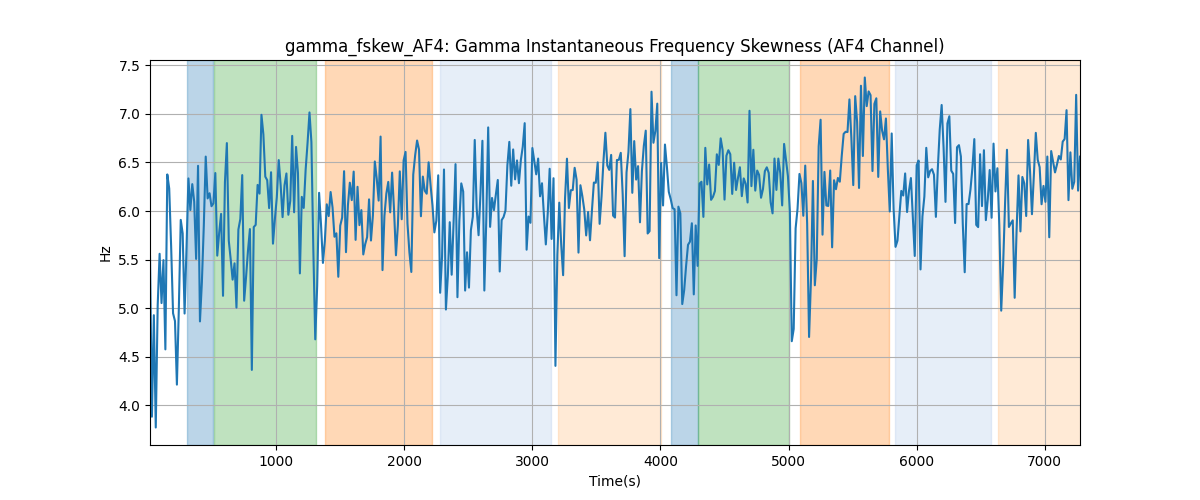 gamma_fskew_AF4: Gamma Instantaneous Frequency Skewness (AF4 Channel)
7.5
7.0
6.5
6.0
5.5
5.0
4.5
4.0
Hz
1000 2000 3000 4000 5000 6000 7000
Time(s)